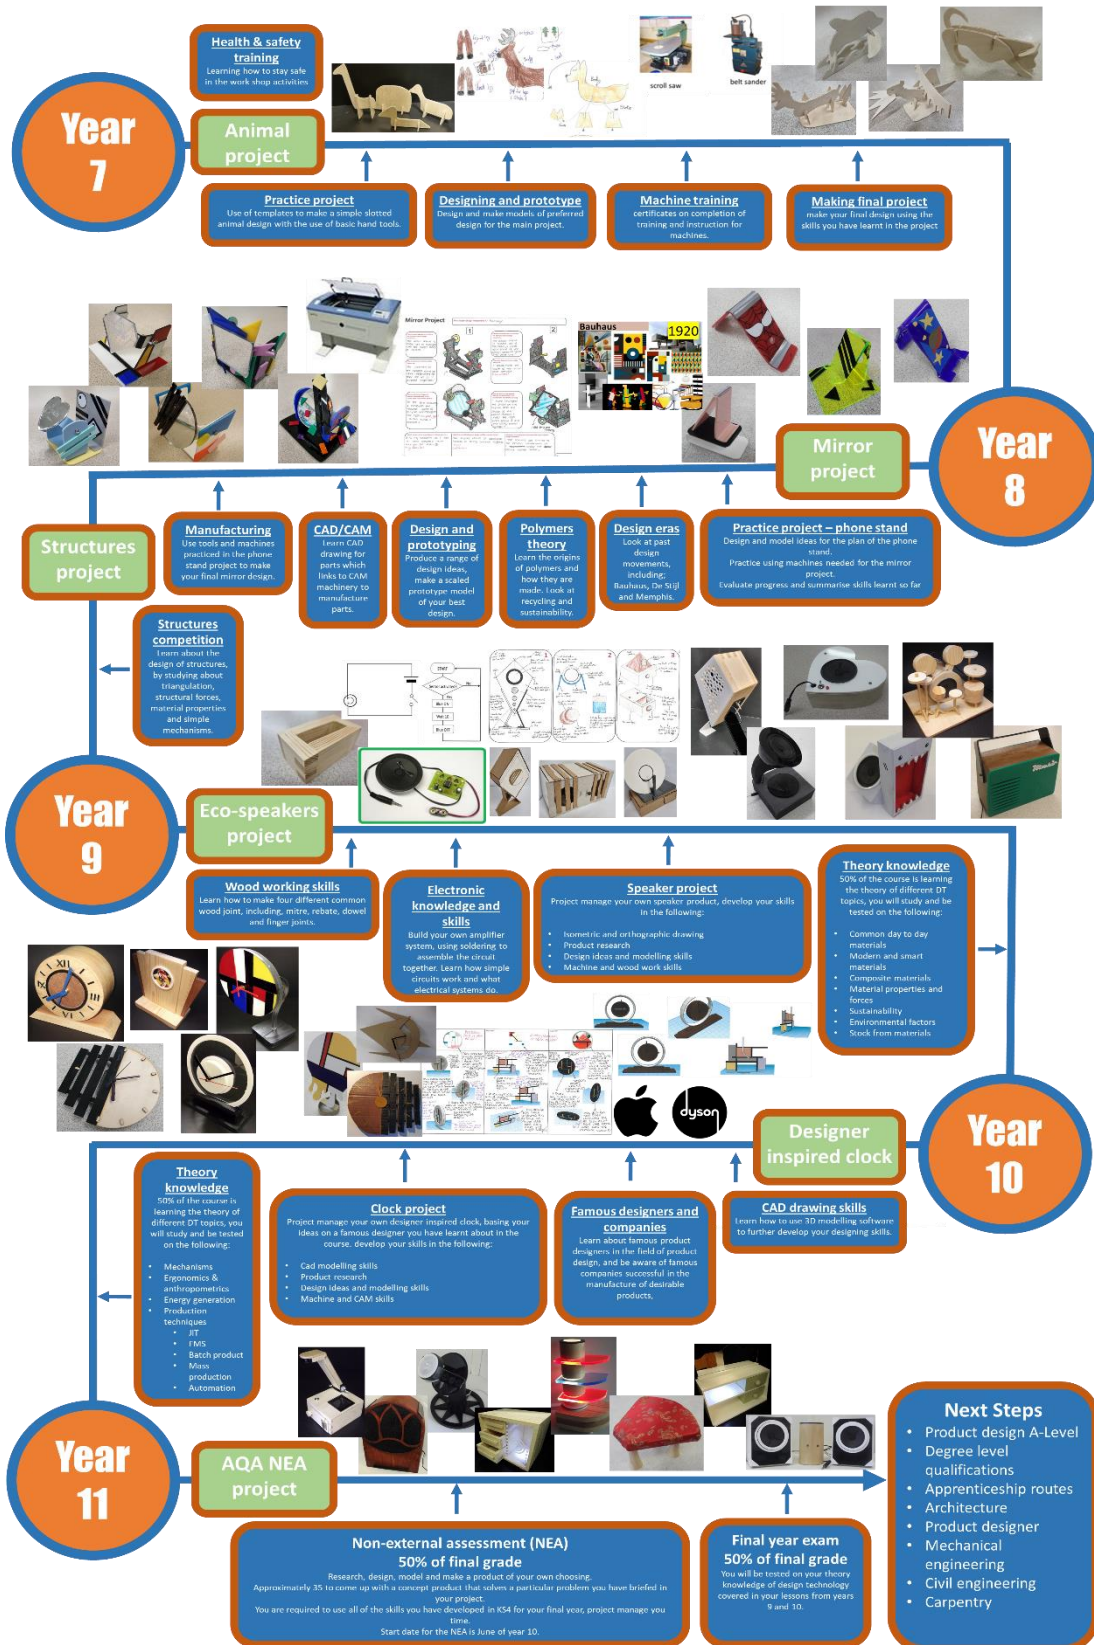 Health & safety
training
Learning how to stay safe
in the work shop activities
scroll saw
belt sander
Year
7
Animal
project
Practice project
Use of templates to make a simple slotted
animal design with the use of basic hand tools.
Designing and prototype
Design and make models of preferred
design for the main project.
Machine training
certificates on completion of
training and instruction for
machines.
Making final project
make your final design using the
skills you have learnt in the project
Mirror Project
1
2
Bauhaus
1920
Year
8
Mirror
project
Practice project – phone stand
Design and model ideas for the plan of the phone
stand.
Practice using machines needed for the mirror
project.
Evaluate progress and summarise skills learnt so far
Design eras
Look at past
design
movements,
including;
Bauhaus, De Stijl
and Memphis.
Polymers
theory
Learn the origins
of polymers and
how they are
made. Look at
recycling and
sustainability.
Design and
prototyping
Produce a range
of design ideas,
make a scaled
prototype model
of your best
design.
CAD/CAM
Learn CAD
drawing for
parts which
links to CAM
machinery to
manufacture
parts.
Manufacturing
Use tools and machines
practiced in the phone
stand project to make
your final mirror design.
Structures
project
Structures
competition
Learn about the
design of structures,
by studying about
triangulation,
structural forces,
material properties
and simple
mechanisms.
START
1
2
3
Year
9
Eco-speakers
project
Wood working skills
Learn how to make four different common
wood joint, including, mitre, rebate, dowel
and finger joints.
Electronic
knowledge and
skills
Build your own amplifier
system, using soldering to
assemble the circuit
together. Learn how simple
circuits work and what
electrical systems do.
Speaker project
Project manage your own speaker product, develop your skills
in the following:
• Isometric and orthographic drawing
• Product research
• Design ideas and modelling skills
• Machine and wood work skills
Theory knowledge
50% of the course is learning
the theory of different DT
topics, you will study and be
tested on the following:
• Common day to day
materials
• Modern and smart
materials
• Composite materials
• Material properties and
forces
• Sustainability
• Environmental factors
• Stock from materials
dyson
Year
10
Designer
inspired clock
CAD drawing skills
Learn how to use 3D modelling software
to further develop your designing skills.
Famous designers and
companies
Learn about famous product
designers in the field of product
design, and be aware of famous
companies successful in the
manufacture of desirable
products,
Clock project
Project manage your own designer inspired clock, basing your
ideas on a famous designer you have learnt about in the
course. develop your skills in the following:
• Cad modelling skills
• Product research
• Design ideas and modelling skills
• Machine and CAM skills
Theory
knowledge
50% of the course is
learning the theory of
different DT topics, you
will study and be tested
on the following:
• Mechanisms
• Ergonomics &
anthropometrics
• Energy generation
• Production
techniques
• JIT
• FMS
• Batch product
• Mass
production
• Automation
Year
11
AQA NEA
project
Non-external assessment (NEA)
50% of final grade
Research, design, model and make a product of your own choosing.
Approximately 35 to come up with a concept product that solves a particular problem you have briefed in
your project.
You are required to use all of the skills you have developed in KS4 for your final year, project manage you
time.
Start date for the NEA is June of year 10.
Final year exam
50% of final grade
You will be tested on your theory
knowledge of design technology
covered in your lessons from years
9 and 10.
Next Steps
• Product design A-Level
• Degree level
qualifications
• Apprenticeship routes
• Architecture
• Product designer
• Mechanical
engineering
• Civil engineering
• Carpentry